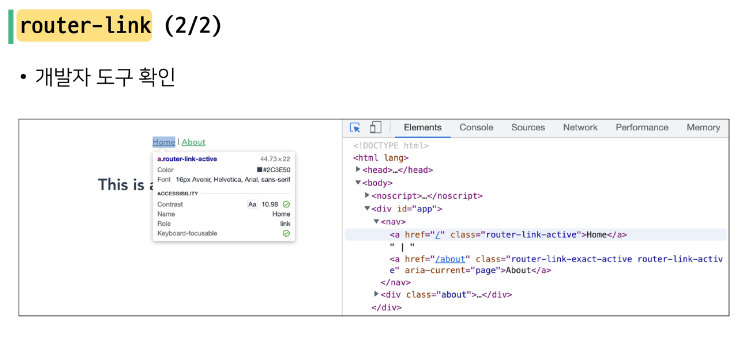 router-link (2/2)
• 개발자 도구 확인
Home | About
a.router-link-active 44.73 × 22
Color #2C3E50
Font 16px Avenir, Helvetica, Arial, sans-serif
ACCESSIBILITY
Contrast Aa 10.98
Name Home
Role link
Keyboard-focusable
This is a
Elements Console Sources Network Performance Memory
<!DOCTYPE html>
<html lang>
<head>…</head>
<body>
<noscript>…</noscript>
<div id="app">
<nav>
<a href="/" class="router-link-active">Home</a>
" | "
<a href="/about" class="router-link-exact-active router-link-activ
e" aria-current="page">About</a>
</nav>
<div class="about">…</div>
</div>